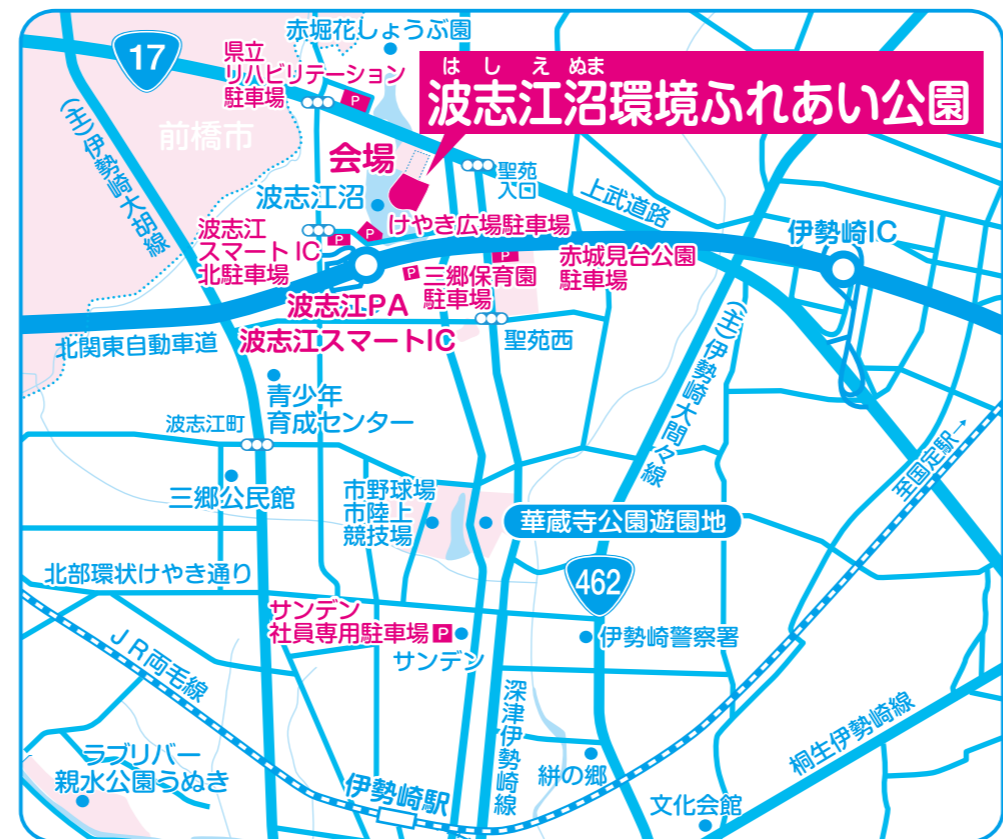 赤堀花しょうぶ園
17
県立
リハビリテーション
駐車場
P
はしえぬま
波志江沼環境ふれあい公園
(主)伊勢崎大胡線
前橋市
会場
聖苑
入口
波志江沼
上武道路
波志江
スマートIC
北駐車場
P
P
けやき広場駐車場
伊勢崎IC
P
赤城見台公園
駐車場
P
三郷保育園
駐車場
波志江PA
北関東自動車道
波志江スマートIC
聖苑西
(主)伊勢崎大間々線
青少年
育成センター
波志江町
至国定駅→
三郷公民館
市野球場
市陸上
競技場
華蔵寺公園遊園地
北部環状けやき通り
462
サンデン
社員専用駐車場
P
サンデン
伊勢崎警察署
JR両毛線
深津伊勢崎線
桐生伊勢崎線
ラブリバー
親水公園うぬき
伊勢崎駅
絣の郷
文化会館